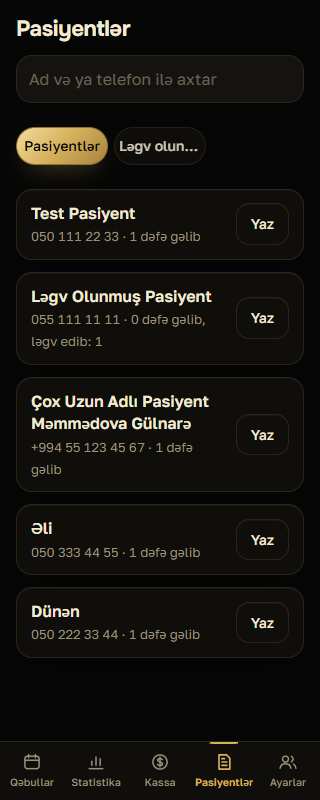 Pasiyentlər
Ad və ya telefon ilə axtar
Pasiyentlər
Ləğv olun...
Test Pasiyent
050 111 22 33 · 1 dəfə gəlib
Yaz
Ləğv Olunmuş Pasiyent
055 111 11 11 · 0 dəfə gəlib,
ləğv edib: 1
Yaz
Çox Uzun Adlı Pasiyent
Məmmədova Gülnarə
+994 55 123 45 67 · 1 dəfə
gəlib
Yaz
Əli
050 333 44 55 · 1 dəfə gəlib
Yaz
Dünən
050 222 33 44 · 1 dəfə gəlib
Yaz
Qəbullar
Statistika
Kassa
Pasiyentlər
Ayarlar